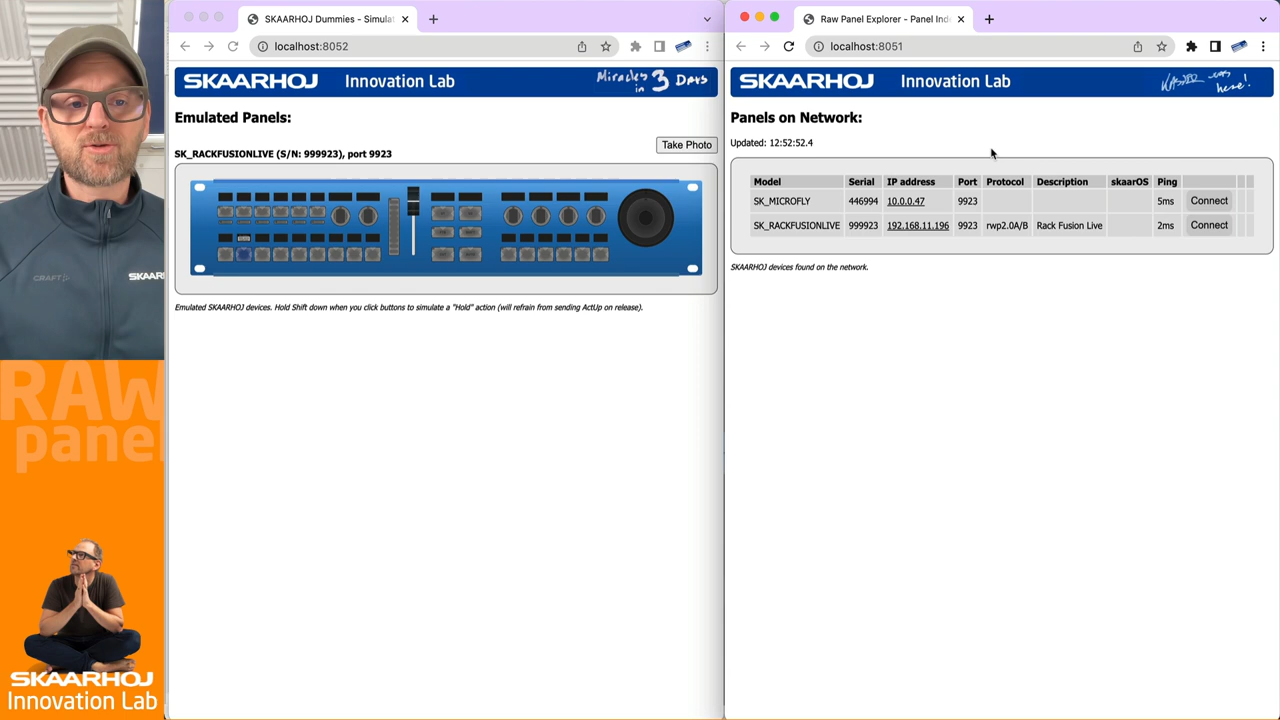 SKAARHOJ Dummies - Simula
localhost:8052
SKAARHOJ Innovation Lab
Miracles in 3 Days
Emulated Panels:
Take Photo
SK_RACKFUSIONLIVE (S/N: 999923), port 9923
Emulated SKAARHOJ devices. Hold Shift down when you click buttons to simulate a "Hold" action (will refrain from sending ActUp on release).
Raw Panel Explorer - Panel Ind
localhost:8051
SKAARHOJ Innovation Lab
KASPER was here!
Panels on Network:
Updated: 12:52:52.4
Model Serial IP address Port Protocol Description skaarOS Ping
SK_MICROFLY 446994 10.0.0.47 9923 5ms Connect
SK_RACKFUSIONLIVE 999923 192.168.11.196 9923 rwp2.0A/B Rack Fusion Live 2ms Connect
SKAARHOJ devices found on the network.
CRAFT
SKAARH
RAW
panel
SKAARHOJ
Innovation Lab